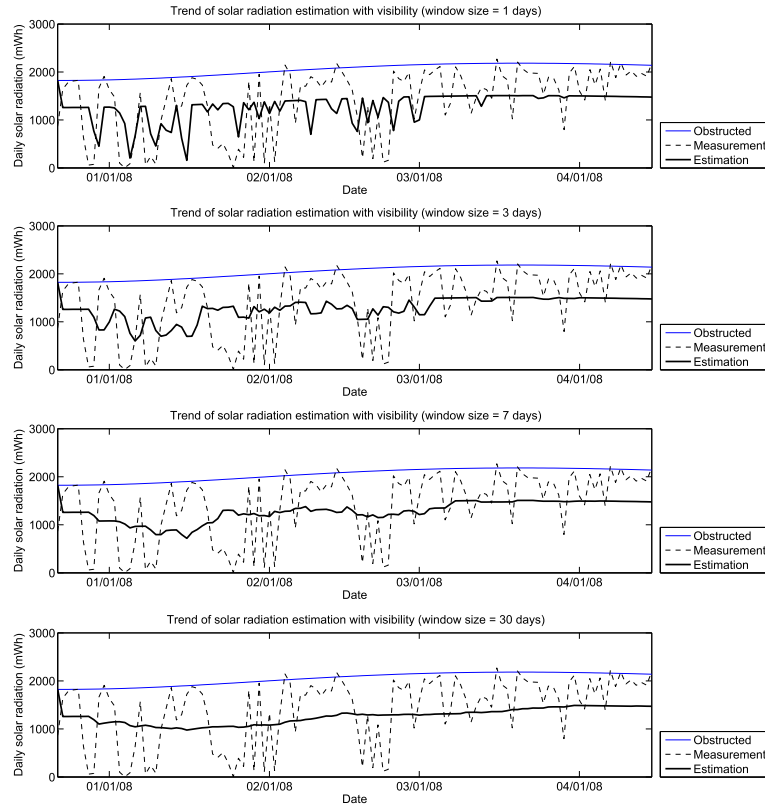 Trend of solar radiation estimation with visibility (window size = 1 days)
3000
2000
1000
0
Daily solar radiation (mWh)
01/01/08
02/01/08
03/01/08
04/01/08
Date
Obstructed
Measurement
Estimation
Trend of solar radiation estimation with visibility (window size = 3 days)
3000
2000
1000
0
Daily solar radiation (mWh)
01/01/08
02/01/08
03/01/08
04/01/08
Date
Obstructed
Measurement
Estimation
Trend of solar radiation estimation with visibility (window size = 7 days)
3000
2000
1000
0
Daily solar radiation (mWh)
01/01/08
02/01/08
03/01/08
04/01/08
Date
Obstructed
Measurement
Estimation
Trend of solar radiation estimation with visibility (window size = 30 days)
3000
2000
1000
0
Daily solar radiation (mWh)
01/01/08
02/01/08
03/01/08
04/01/08
Date
Obstructed
Measurement
Estimation